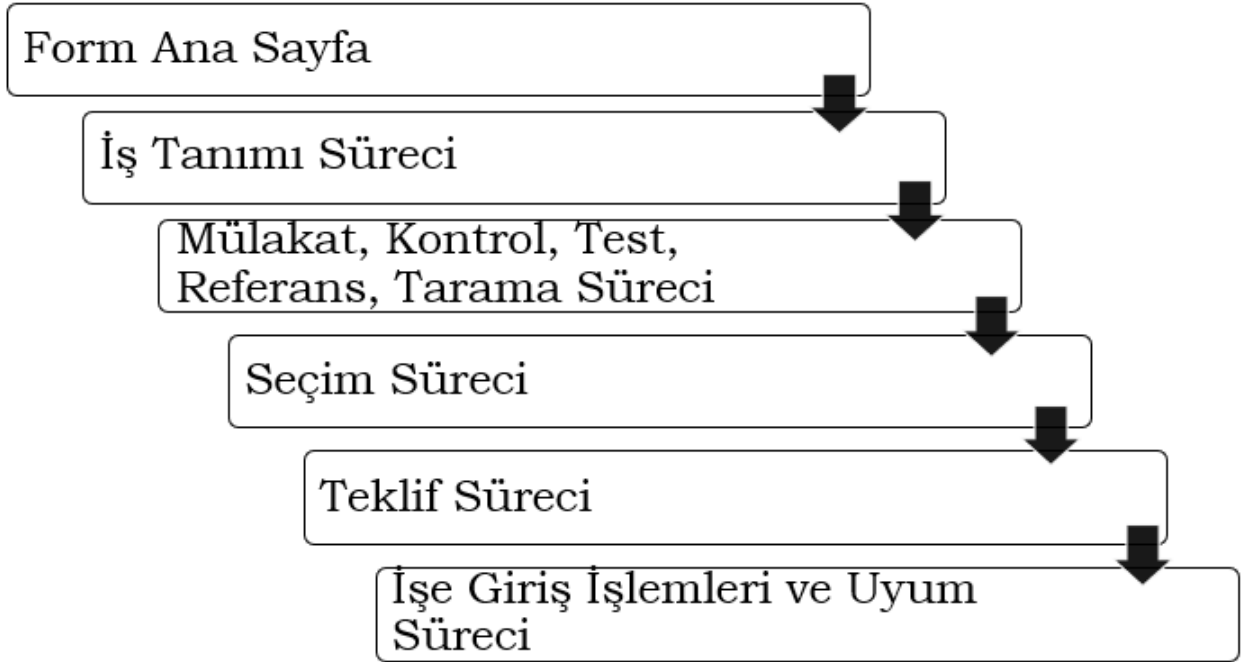 Form Ana Sayfa
İş Tanımı Süreci
Mülakat, Kontrol, Test,
Referans, Tarama Süreci
Seçim Süreci
Teklif Süreci
İşe Giriş İşlemleri ve Uyum
Süreci